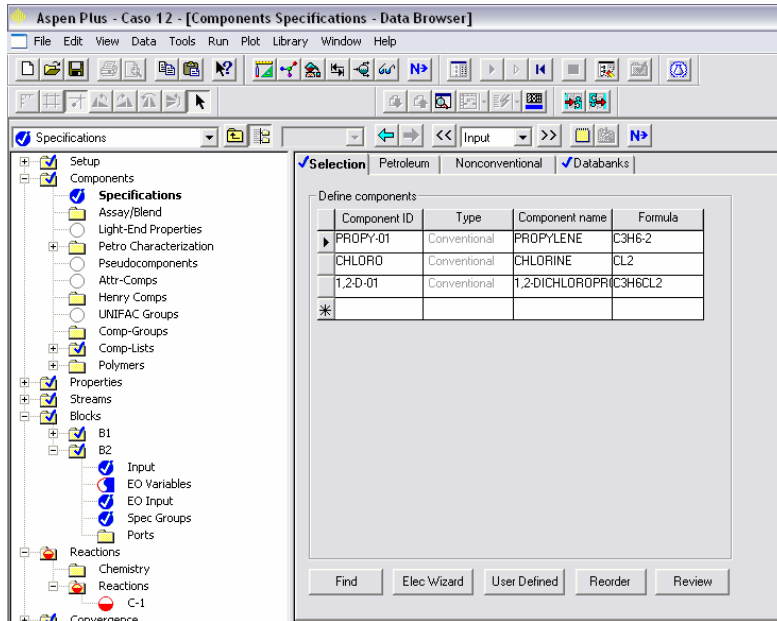 Aspen Plus - Caso 12 - [Components Specifications - Data Browser]
File Edit View Data Tools Run Plot Library Window Help
N>
Specifications << Input >> N>
Setup
Components
Specifications
Assay/Blend
Light-End Properties
Petro Characterization
Pseudocomponents
Attr-Comps
Henry Comps
UNIFAC Groups
Comp-Groups
Comp-Lists
Polymers
Properties
Streams
Blocks
B1
B2
Input
EO Variables
EO Input
Spec Groups
Ports
Reactions
Chemistry
Reactions
C-1
Convergence
Selection Petroleum Nonconventional Databanks
Define components
Component ID Type Component name Formula
PROPY-01 Conventional PROPYLENE C3H6-2
CHLORO Conventional CHLORINE CL2
1,2-D-01 Conventional 1,2-DICHLOROPR C3H6CL2
Find Elec Wizard User Defined Reorder Review